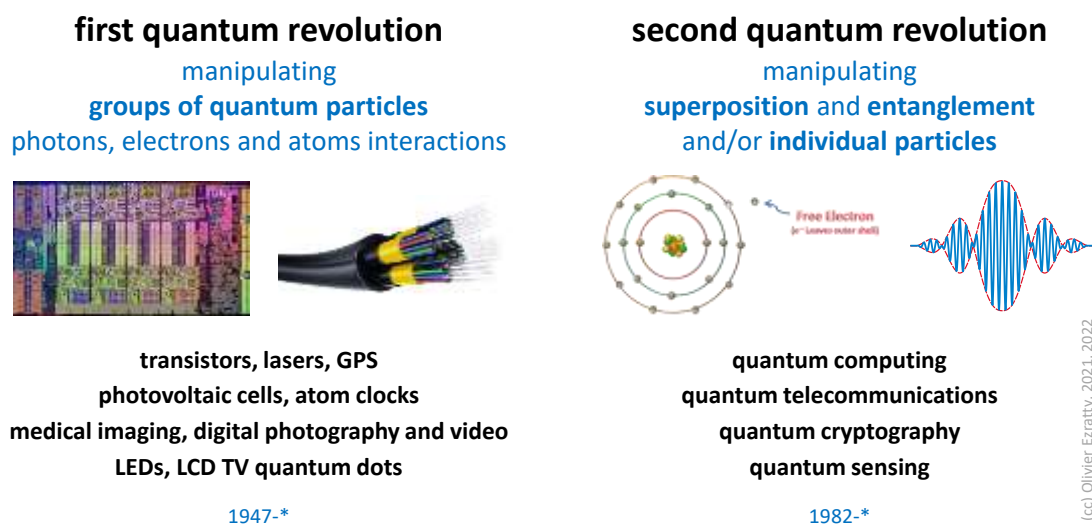 first quantum revolution
manipulating
groups of quantum particles
photons, electrons and atoms interactions
transistors, lasers, GPS
photovoltaic cells, atom clocks
medical imaging, digital photography and video
LEDs, LCD TV quantum dots
1947-*
second quantum revolution
manipulating
superposition and entanglement
and/or individual particles
Free Electron
(e⁻ Leaves outer shell)
quantum computing
quantum telecommunications
quantum cryptography
quantum sensing
1982-*
(cc) Olivier Ezratty, 2021-2022